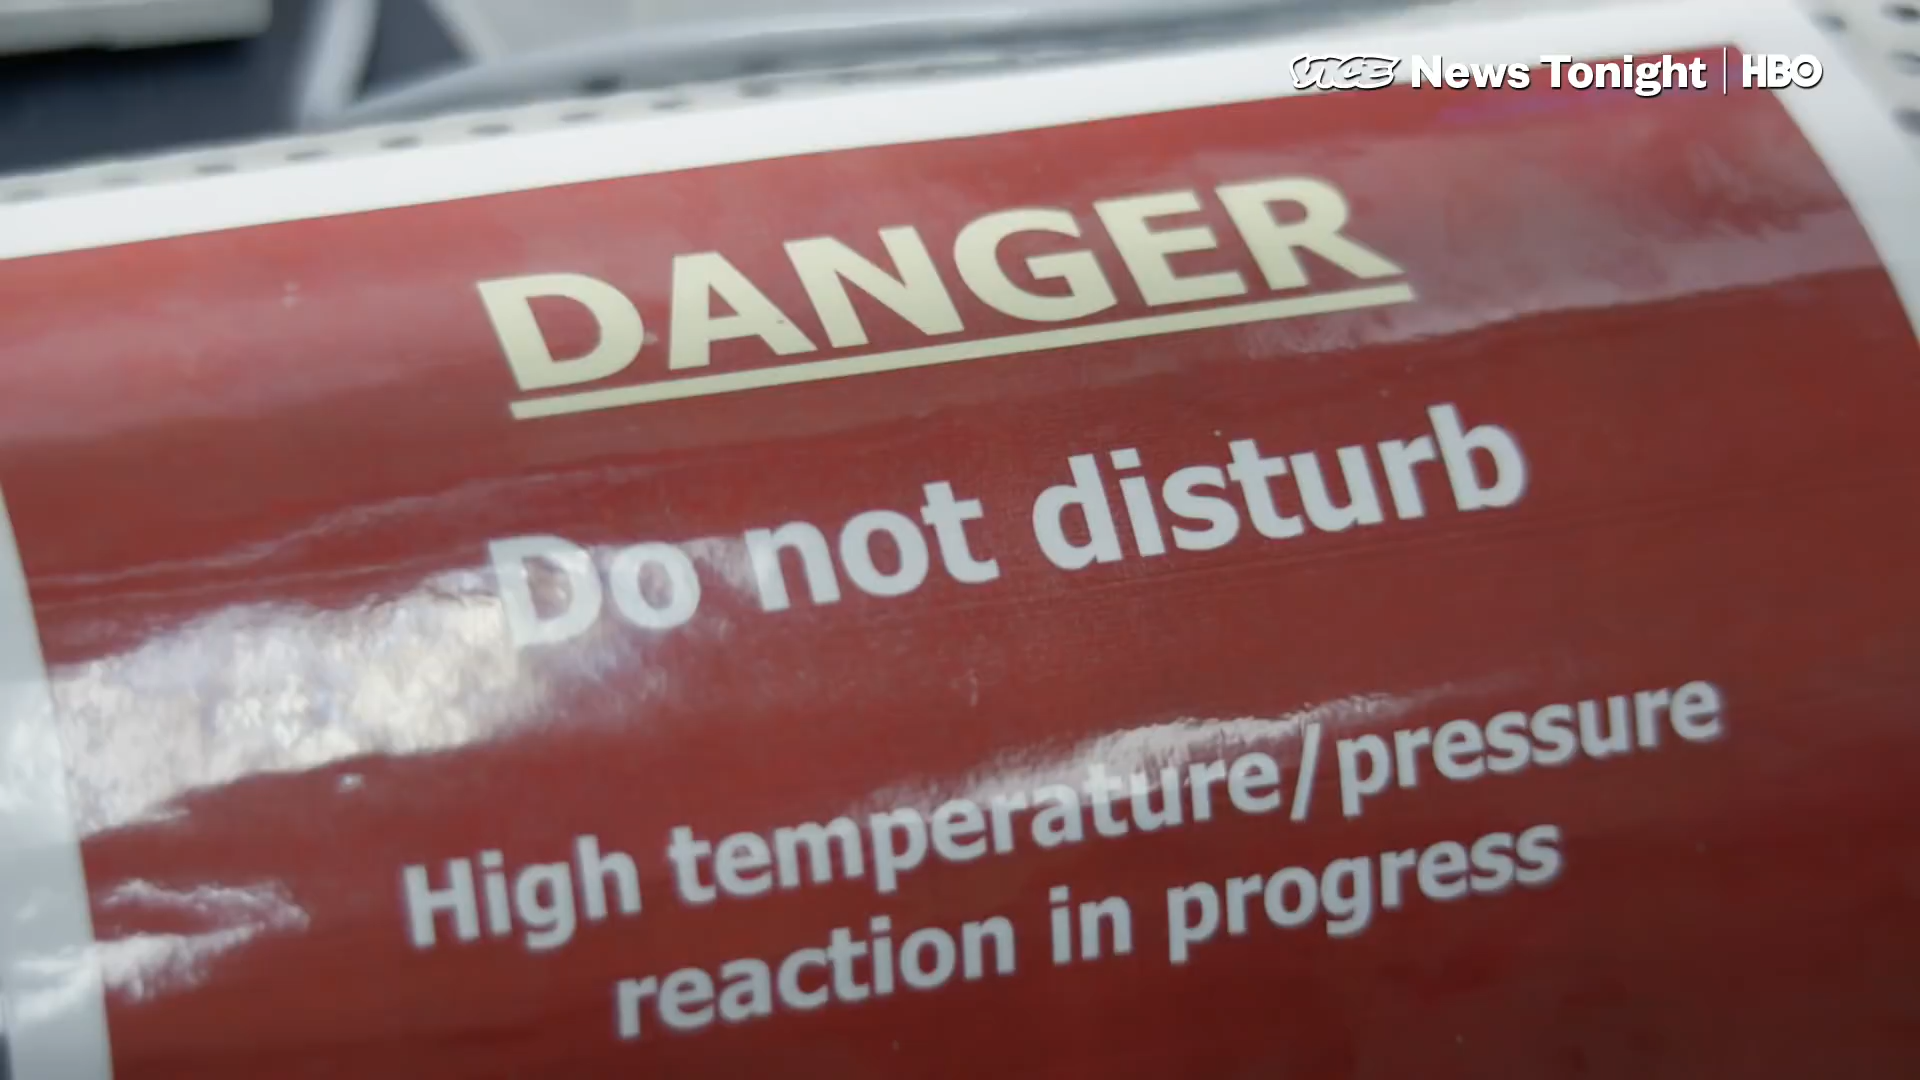 VICE News Tonight | HBO
DANGER
Do not disturb
High temperature/pressure
reaction in progress